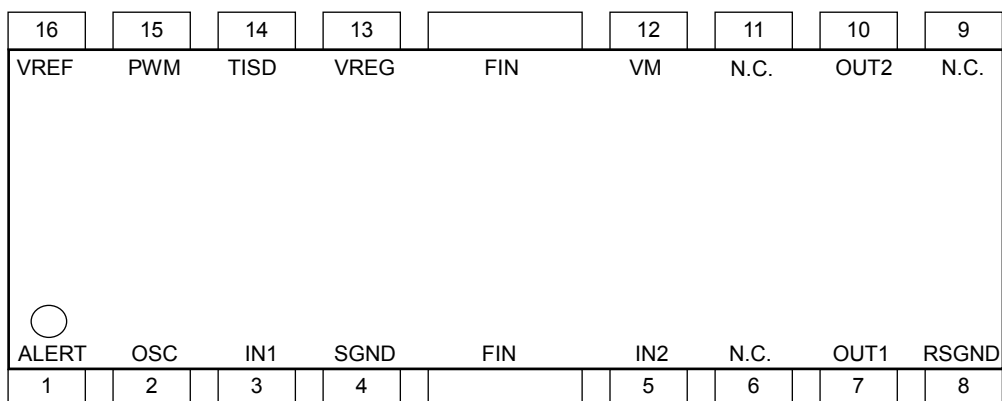 16 15 14 13 12 11 10 9
VREF PWM TISD VREG FIN VM N.C. OUT2 N.C.
ALERT OSC IN1 SGND FIN IN2 N.C. OUT1 RSGND
1 2 3 4 5 6 7 8